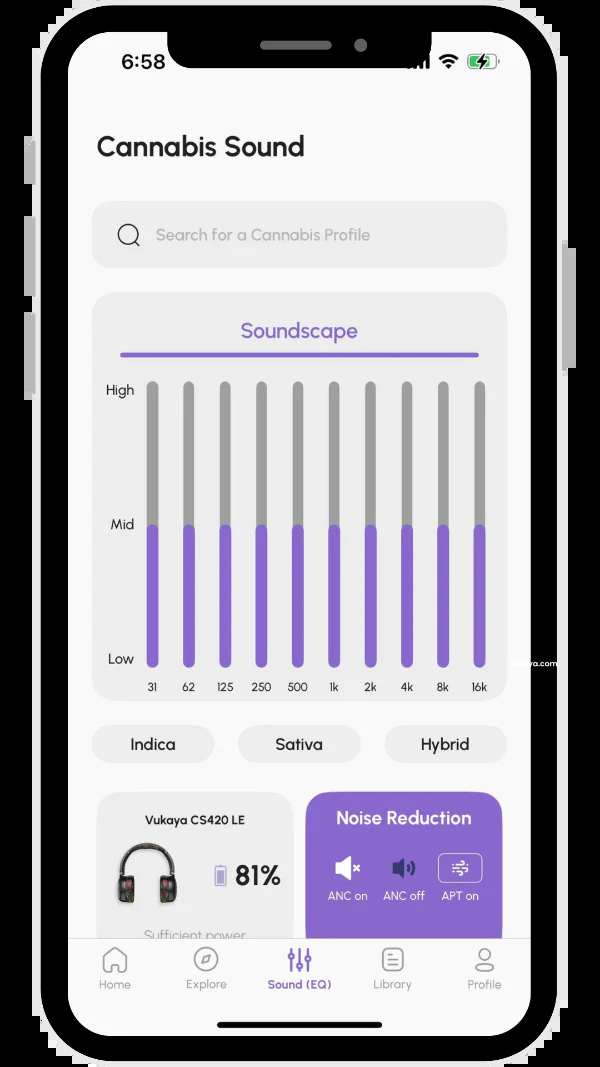 6:58
Cannabis Sound
Search for a Cannabis Profile
Soundscape
High
Mid
Low
31 62 125 250 500 1k 2k 4k 8k 16k
Indica Sativa Hybrid
Vukaya CS420 LE
81%
Sufficient power
Noise Reduction
ANC on ANC off APT on
Home Explore Sound (EQ) Library Profile